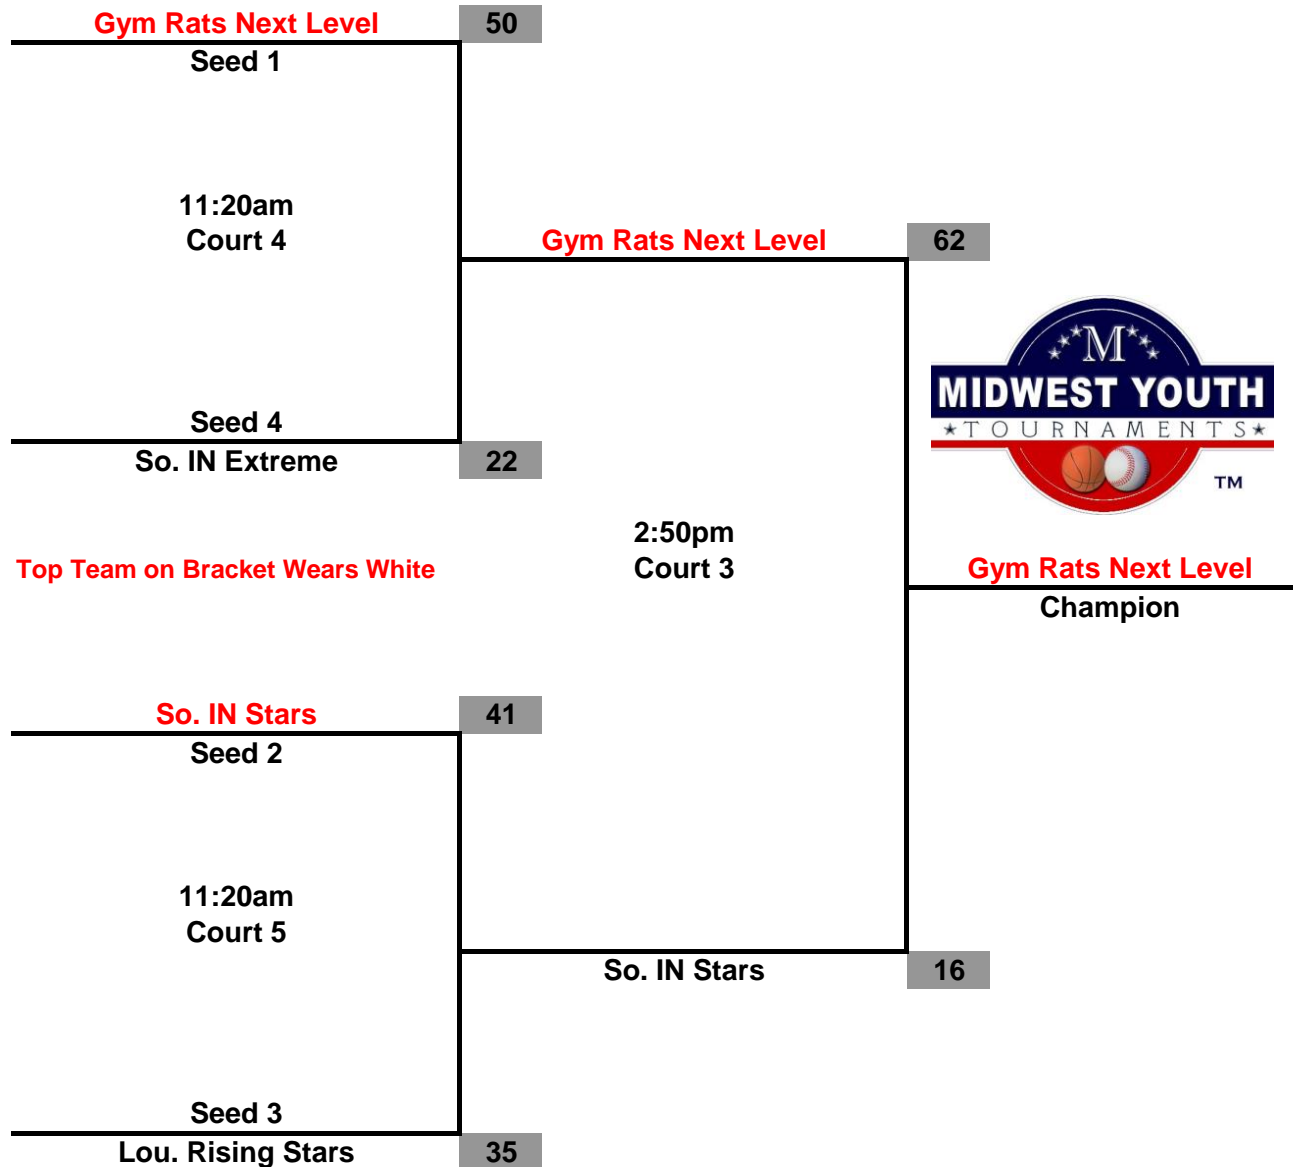 Gym Rats Next Level 50
Seed 1
11:20am
Court 4
Gym Rats Next Level 62
M
MIDWEST YOUTH
★TOURNAMENTS★
TM
Seed 4
So. IN Extreme 22
2:50pm
Top Team on Bracket Wears White Court 3 Gym Rats Next Level
Champion
So. IN Stars 41
Seed 2
11:20am
Court 5
So. IN Stars 16
Seed 3
Lou. Rising Stars 35